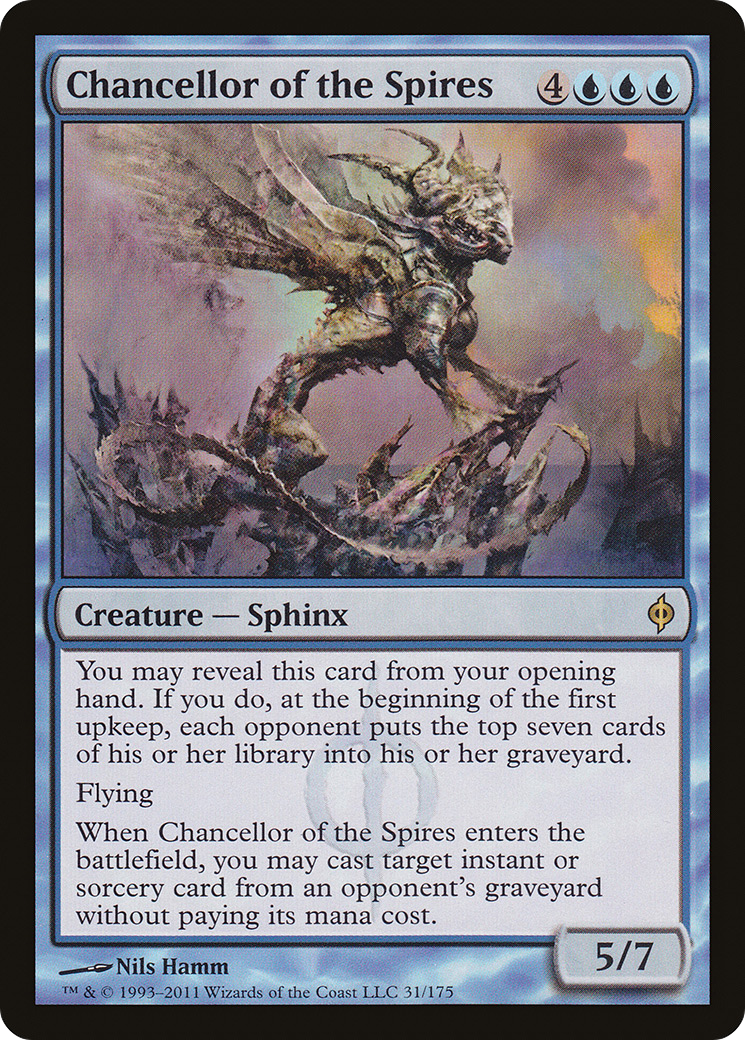 Chancellor of the Spires 4
Creature — Sphinx
You may reveal this card from your opening
hand. If you do, at the beginning of the first
upkeep, each opponent puts the top seven cards
of his or her library into his or her graveyard.
Flying
When Chancellor of the Spires enters the
battlefield, you may cast target instant or
sorcery card from an opponent's graveyard
without paying its mana cost.
5/7
Nils Hamm
™ & © 1993–2011 Wizards of the Coast LLC 31/175